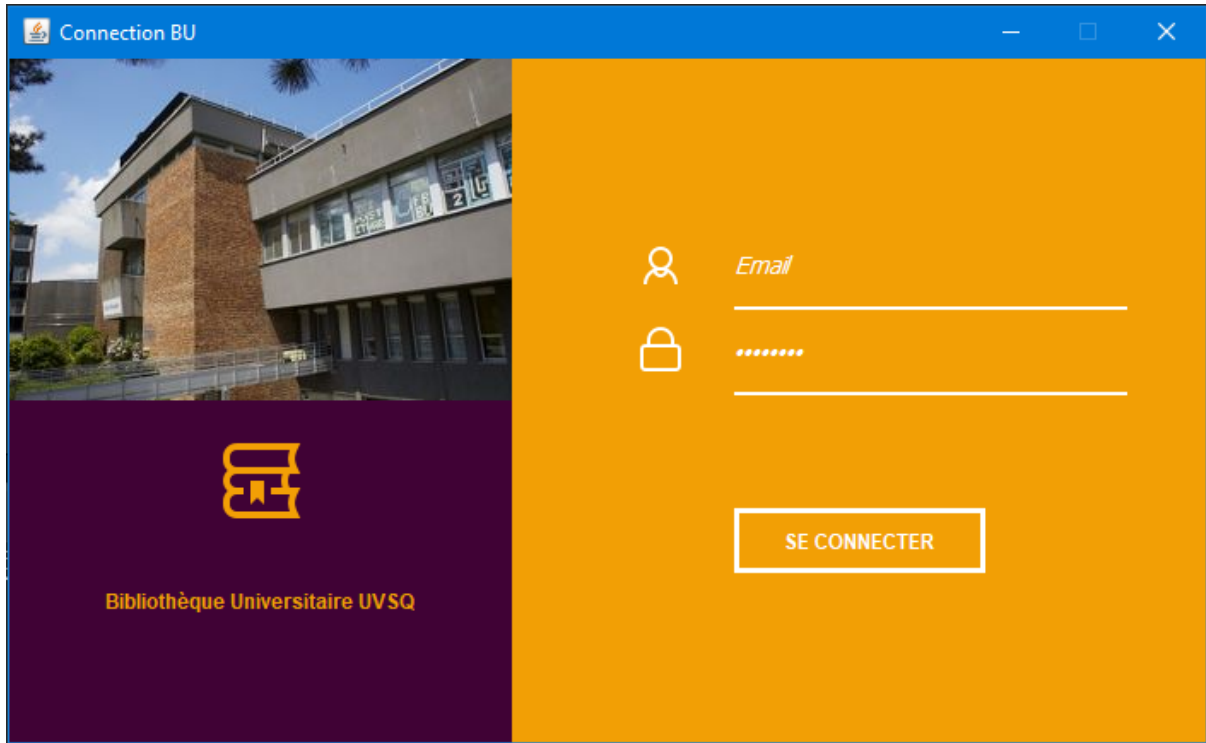 Connection BU
Email
••••••••
SE CONNECTER
Bibliothèque Universitaire UVSQ